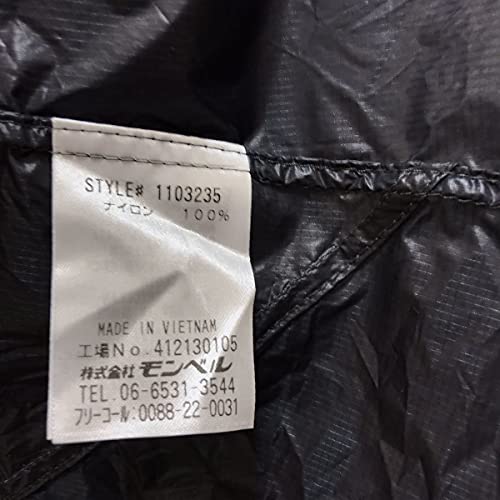 STYLE# 1103235
ナイロン 100%
MADE IN VIETNAM
工場No.412130105
株式会社 モンベル
TEL.06-6531-3544
フリーコール:0088-22-0031